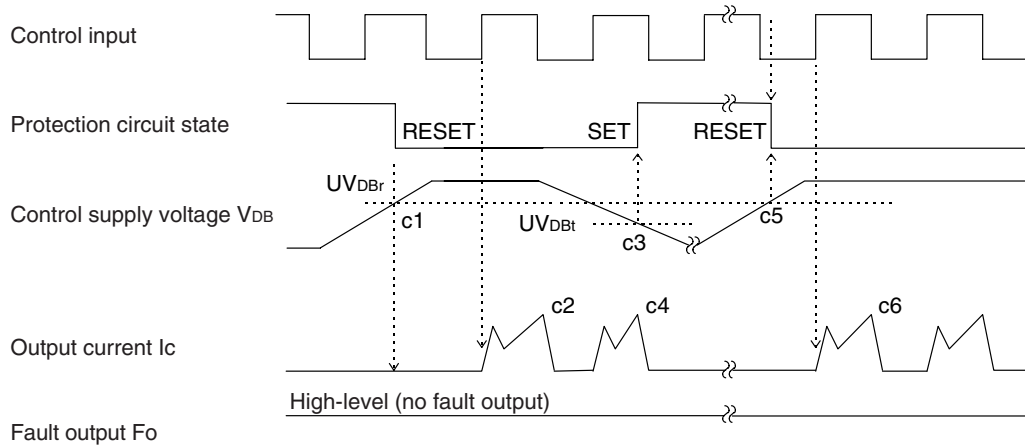 Control input
Protection circuit state
RESET
SET
RESET
UVDBr
Control supply voltage VDB
c1
UVDBt
c3
c5
c2
c4
c6
Output current Ic
High-level (no fault output)
Fault output Fo